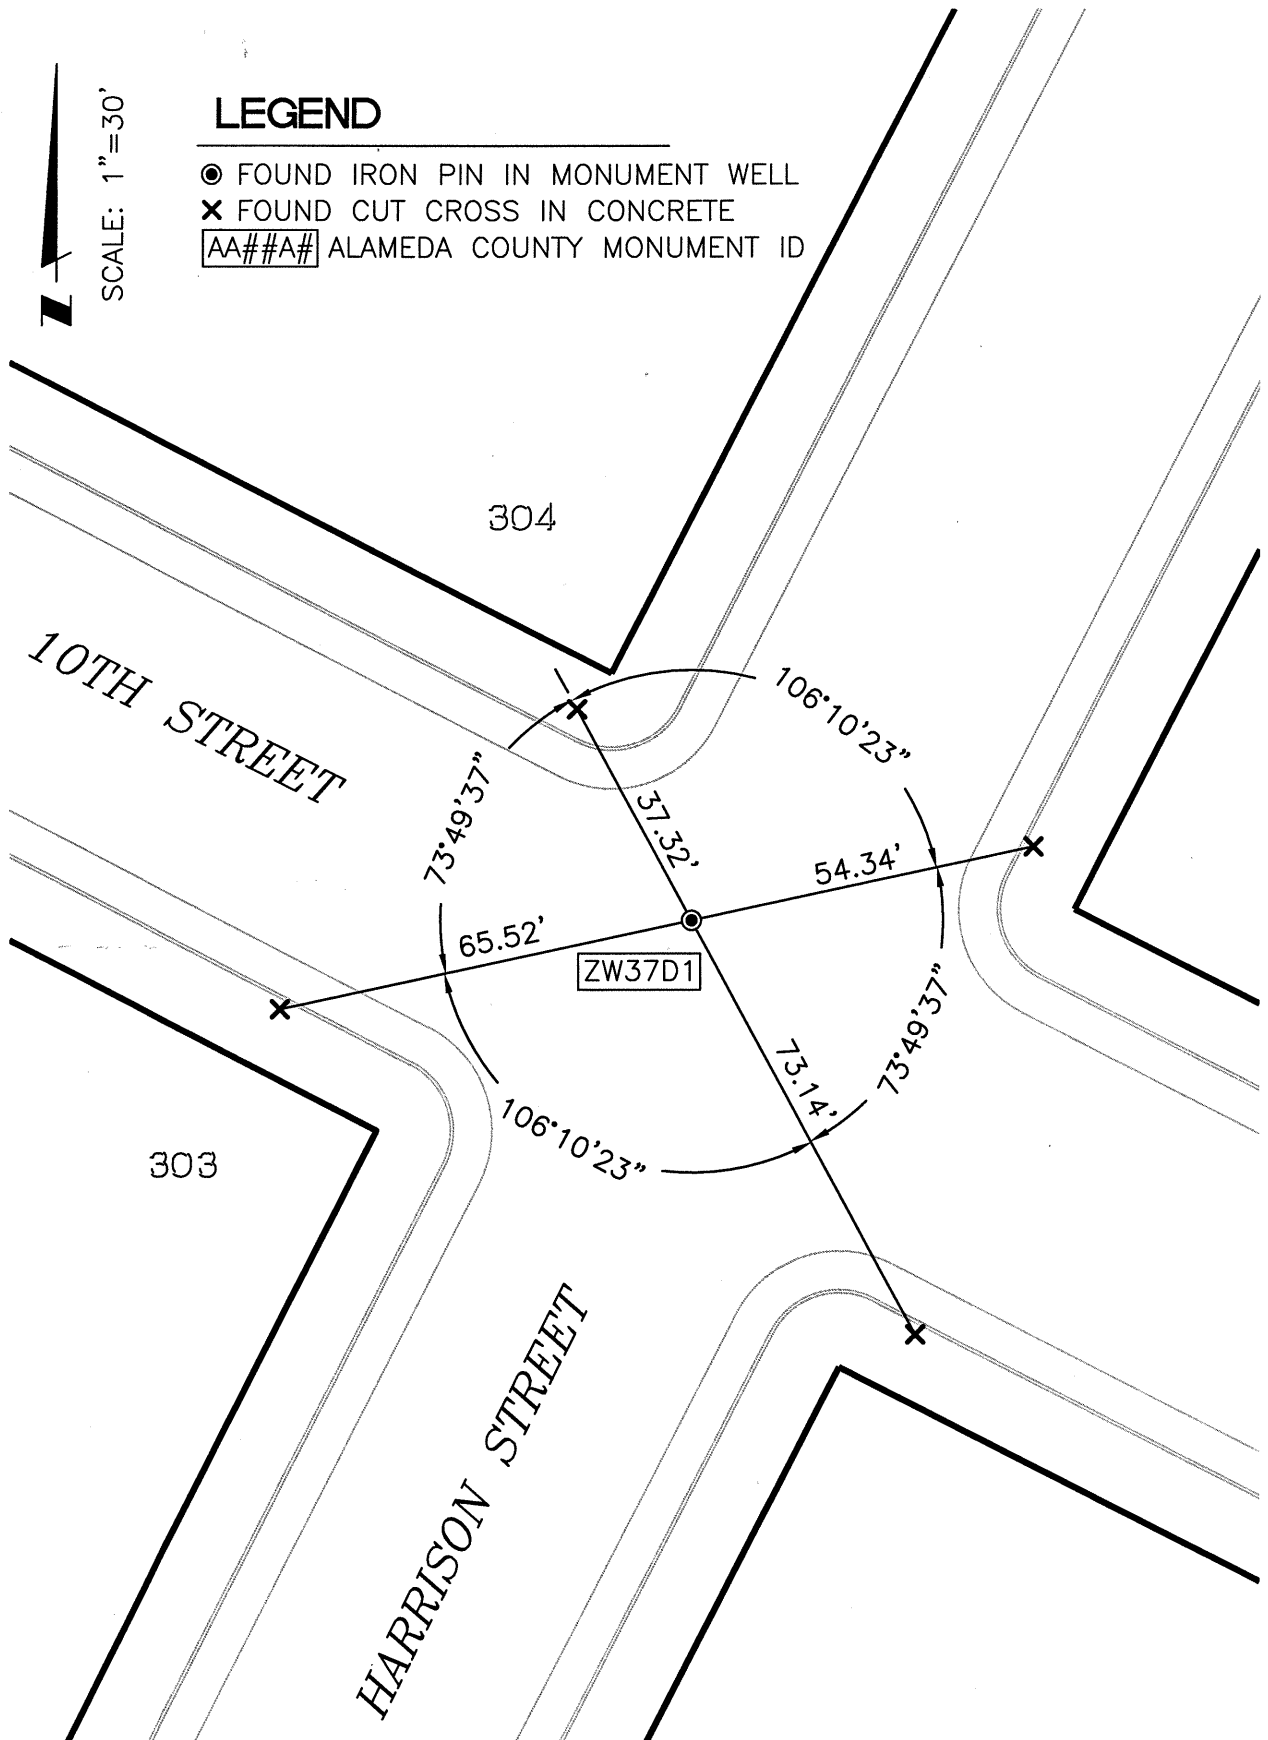 LEGEND
FOUND IRON PIN IN MONUMENT WELL
FOUND CUT CROSS IN CONCRETE
AA##A# ALAMEDA COUNTY MONUMENT ID
SCALE: 1"=30'
N
304
10TH STREET
106°10'23"
73°49'37"
37.32'
54.34'
65.52'
ZW37D1
73.14'
73°49'37"
106°10'23"
303
HARRISON STREET